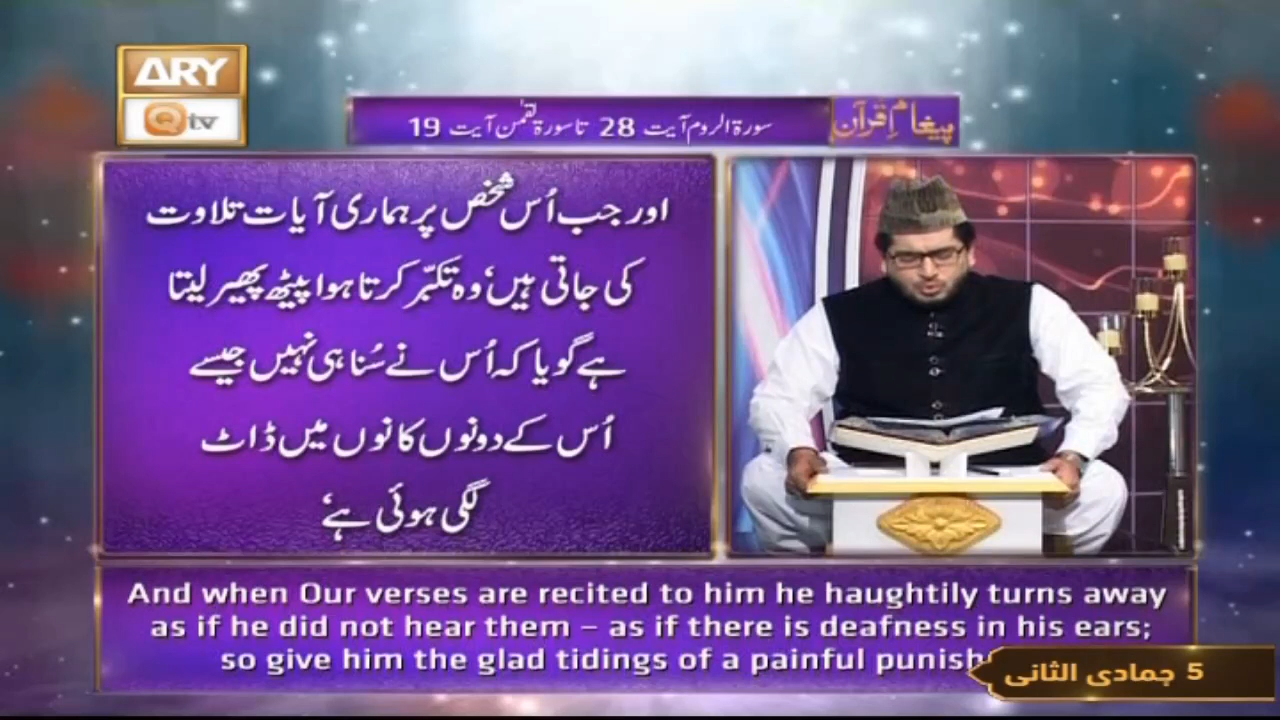 ARY
Qtv
پیغامِ قرآن
سورۃ الروم آیت 28 تا سورۃ لقمٰن آیت 19
اور جب اُس شخص پر ہماری آیات تلاوت
کی جاتی ہیں، وہ تکبّر کرتا ہوا پیٹھ پھیر لیتا
ہے گویا کہ اُس نے سُنا ہی نہیں جیسے
اُس کے دونوں کانوں میں ڈاٹ
لگی ہوئی ہے،
And when Our verses are recited to him he haughtily turns away
as if he did not hear them – as if there is deafness in his ears;
so give him the glad tidings of a painful punish
5 جمادی الثانی